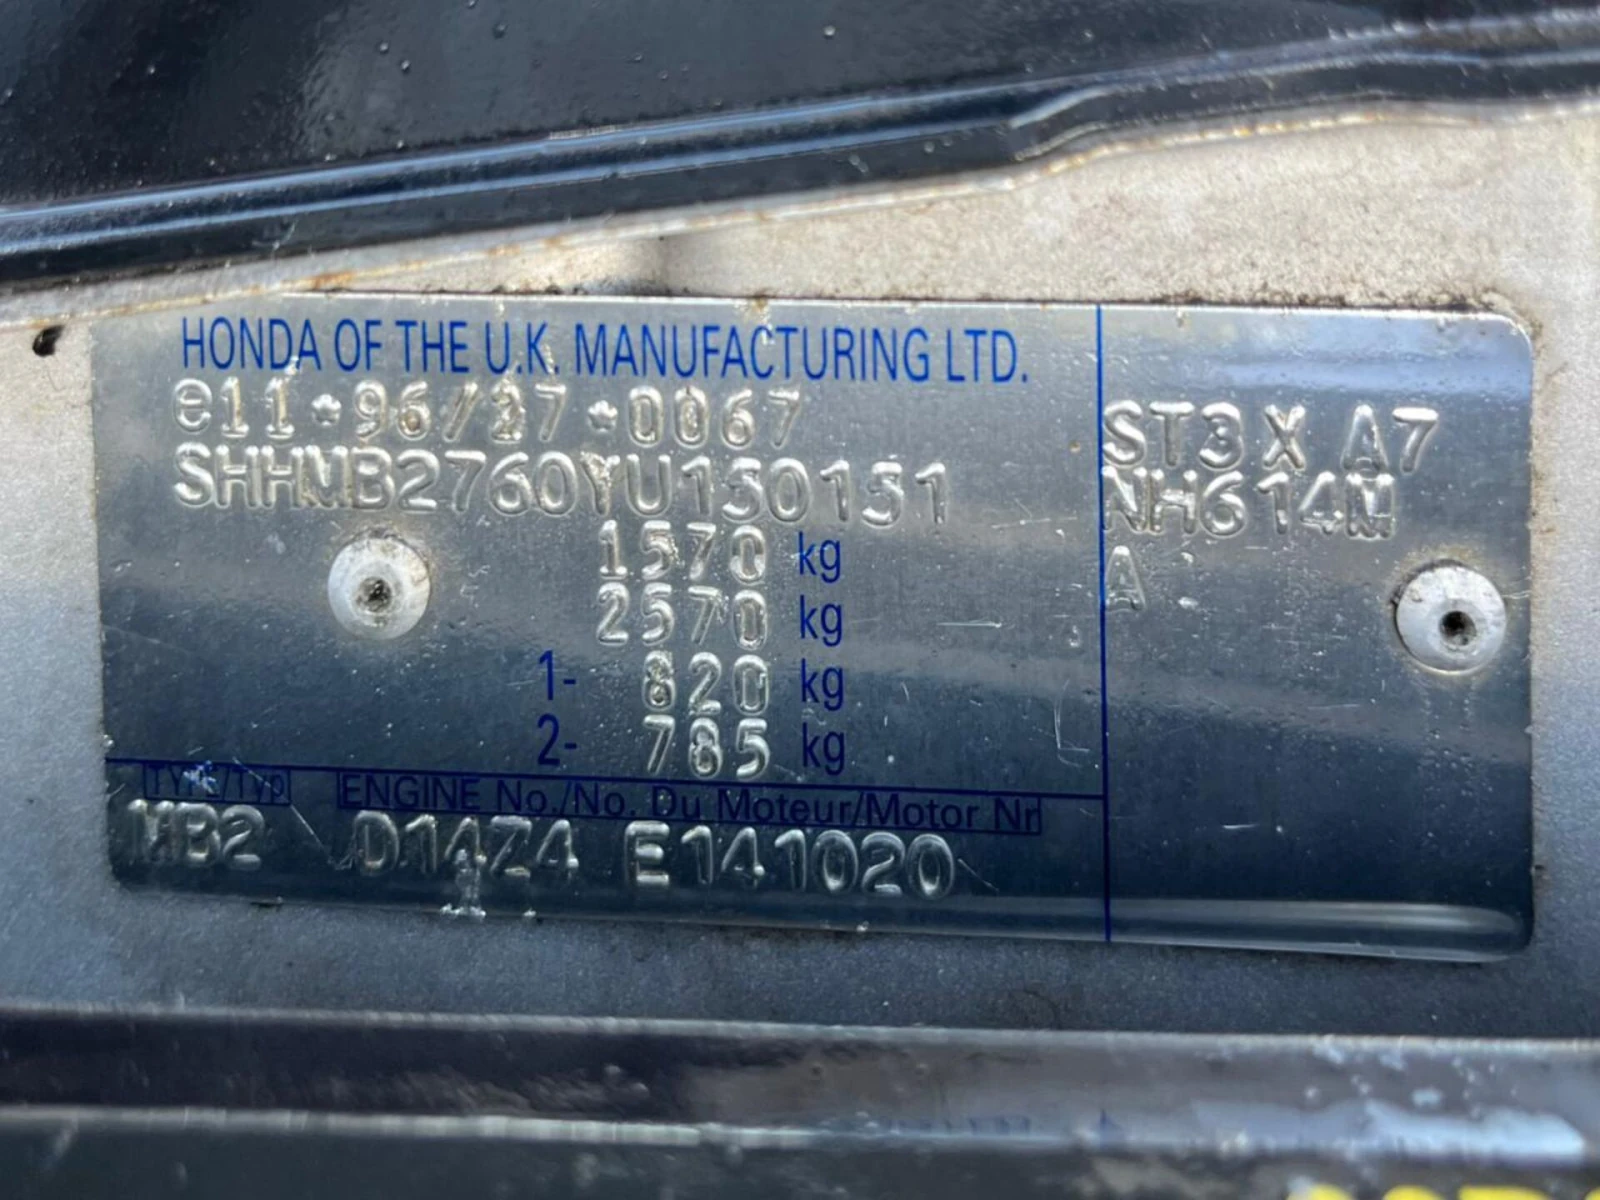 HONDA OF THE U.K. MANUFACTURING LTD.
e11*96/27*0067
SHHMB2760YU150151
1570 kg
2570 kg
1- 820 kg
2- 785 kg
TYPE/TYP ENGINE No./No. Du Moteur/Motor Nr
MB2 D14Z4 E141020
ST3X A7
NH614M
A